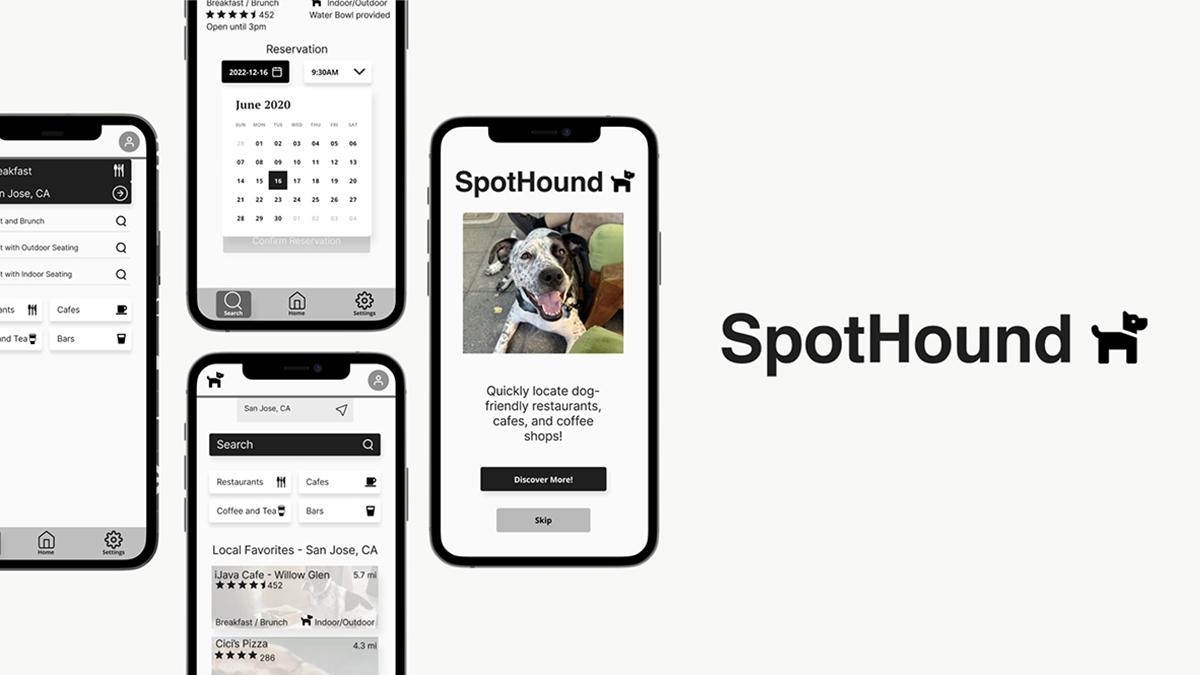 Breakfast / Brunch
Indoor/Outdoor
452
Water Bowl provided
Open until 3pm
Reservation
2022-12-16
9:30AM
June 2020
SUN MON TUE WED THU FRI SAT
28 01 02 03 04 05 06
07 08 09 10 11 12 13
14 15 16 17 18 19 20
21 22 23 24 25 26 27
28 29 30 01 02 03 04
Confirm Reservation
Search
Home
Settings
eakfast
n Jose, CA
t and Brunch
t with Outdoor Seating
t with Indoor Seating
ants
Cafes
nd Tea
Bars
Home
Settings
San Jose, CA
Search
Restaurants
Cafes
Coffee and Tea
Bars
Local Favorites - San Jose, CA
iJava Cafe - Willow Glen
5.7 mi
452
Breakfast / Brunch
Indoor/Outdoor
Cici's Pizza
4.3 mi
286
SpotHound
Quickly locate dog-
friendly restaurants,
cafes, and coffee
shops!
Discover More!
Skip
SpotHound